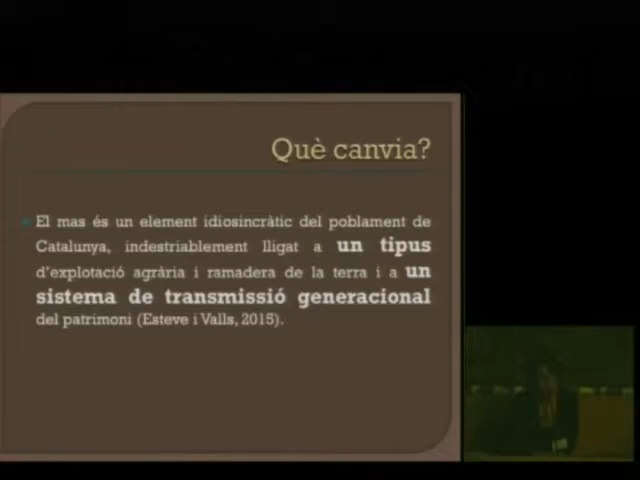 Què canvia?
El mas és un element idiosincràtic del poblament de
Catalunya, indestriablement lligat a un tipus
d'explotació agrària i ramadera de la terra i a un
sistema de transmissió generacional
del patrimoni (Esteve i Valls, 2015).